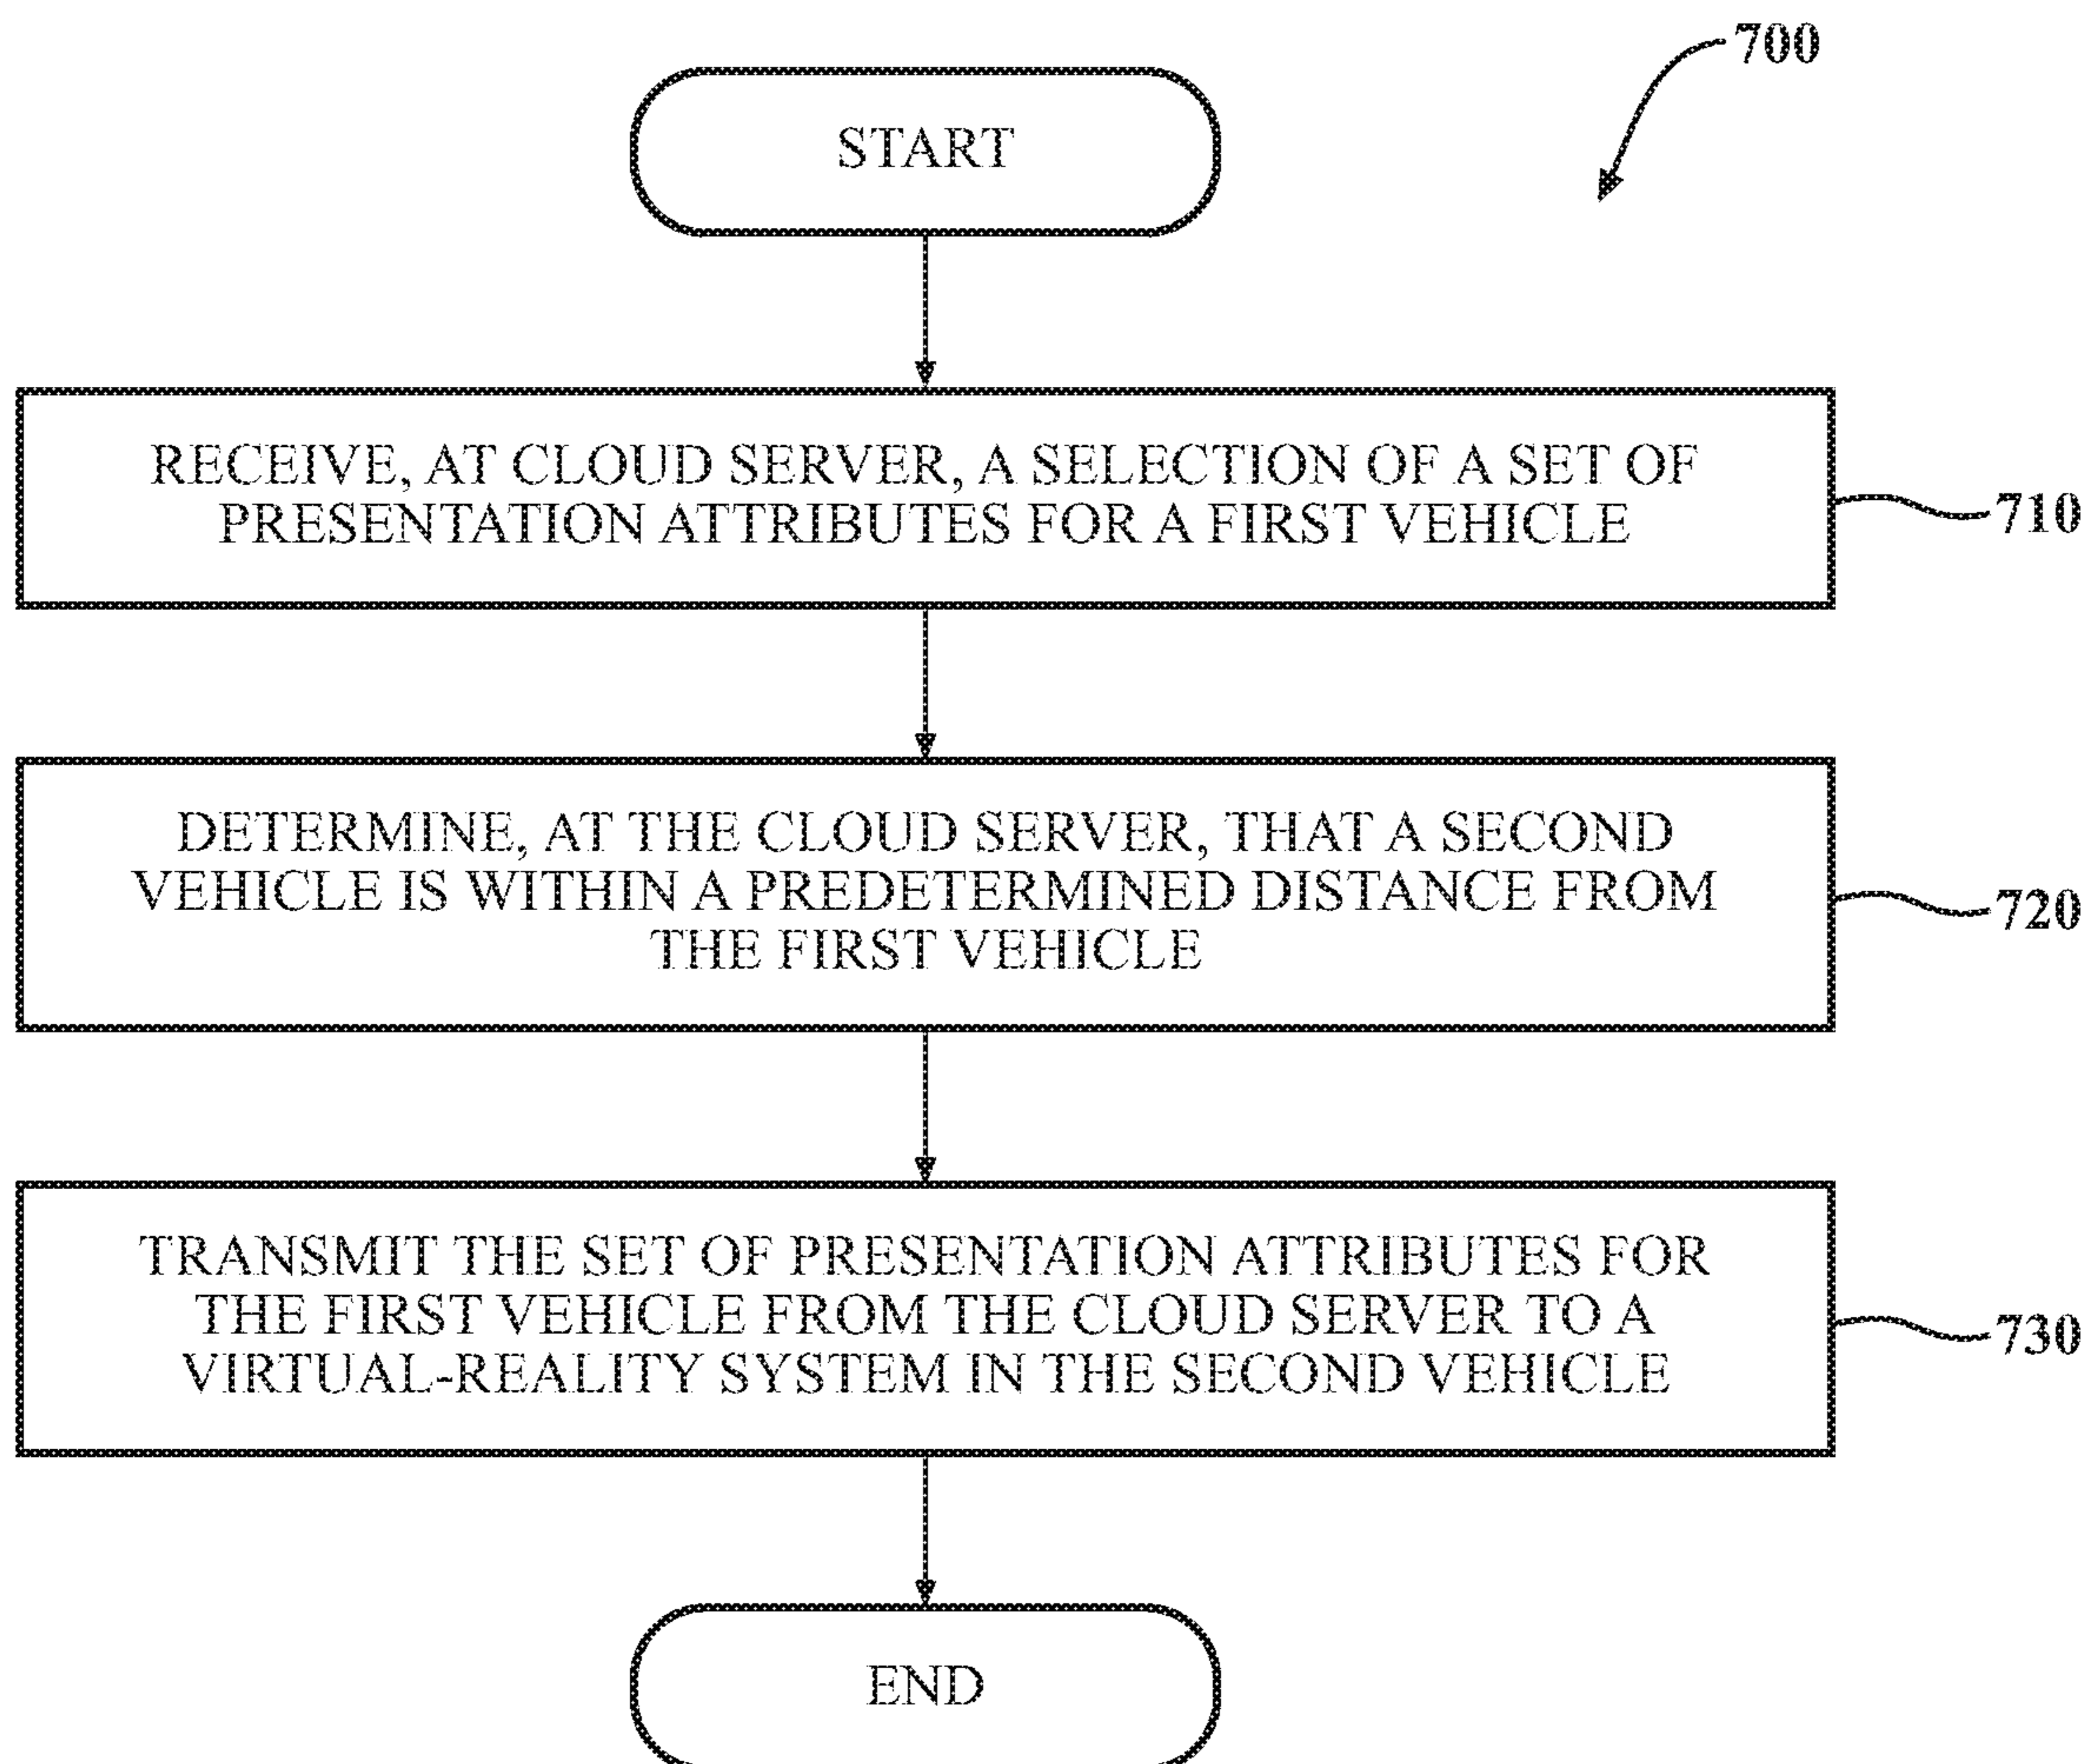 700
START
RECEIVE, AT CLOUD SERVER, A SELECTION OF A SET OF
PRESENTATION ATTRIBUTES FOR A FIRST VEHICLE
710
DETERMINE, AT THE CLOUD SERVER, THAT A SECOND
VEHICLE IS WITHIN A PREDETERMINED DISTANCE FROM
THE FIRST VEHICLE
720
TRANSMIT THE SET OF PRESENTATION ATTRIBUTES FOR
THE FIRST VEHICLE FROM THE CLOUD SERVER TO A
VIRTUAL-REALITY SYSTEM IN THE SECOND VEHICLE
730
END